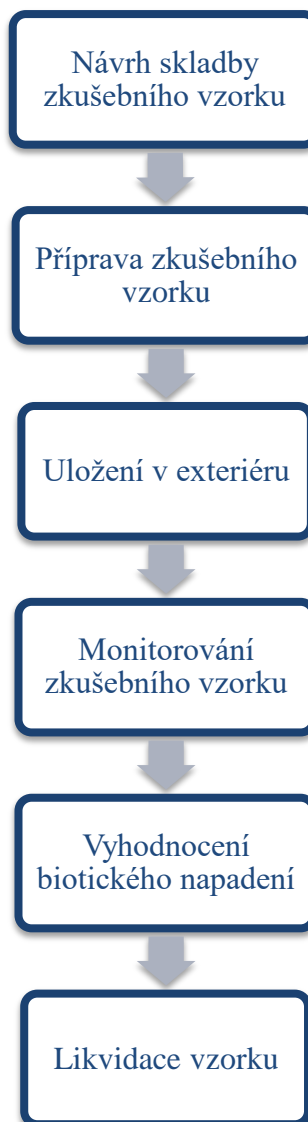 Návrh skladby
zkušebního vzorku
Příprava zkušebního
vzorku
Uložení v exteriéru
Monitorování
zkušebního vzorku
Vyhodnocení
biotického napadení
Likvidace vzorku